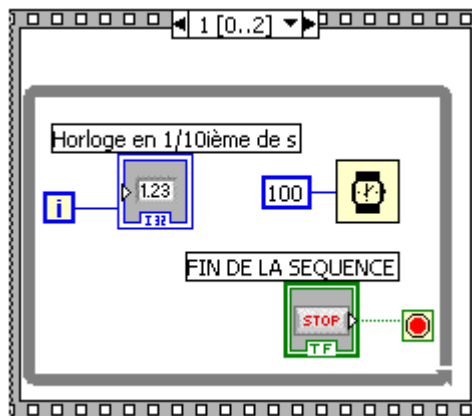 1 [0..2]
Horloge en 1/10ième de s
1.23
I32
i
100
FIN DE LA SEQUENCE
STOP
TF